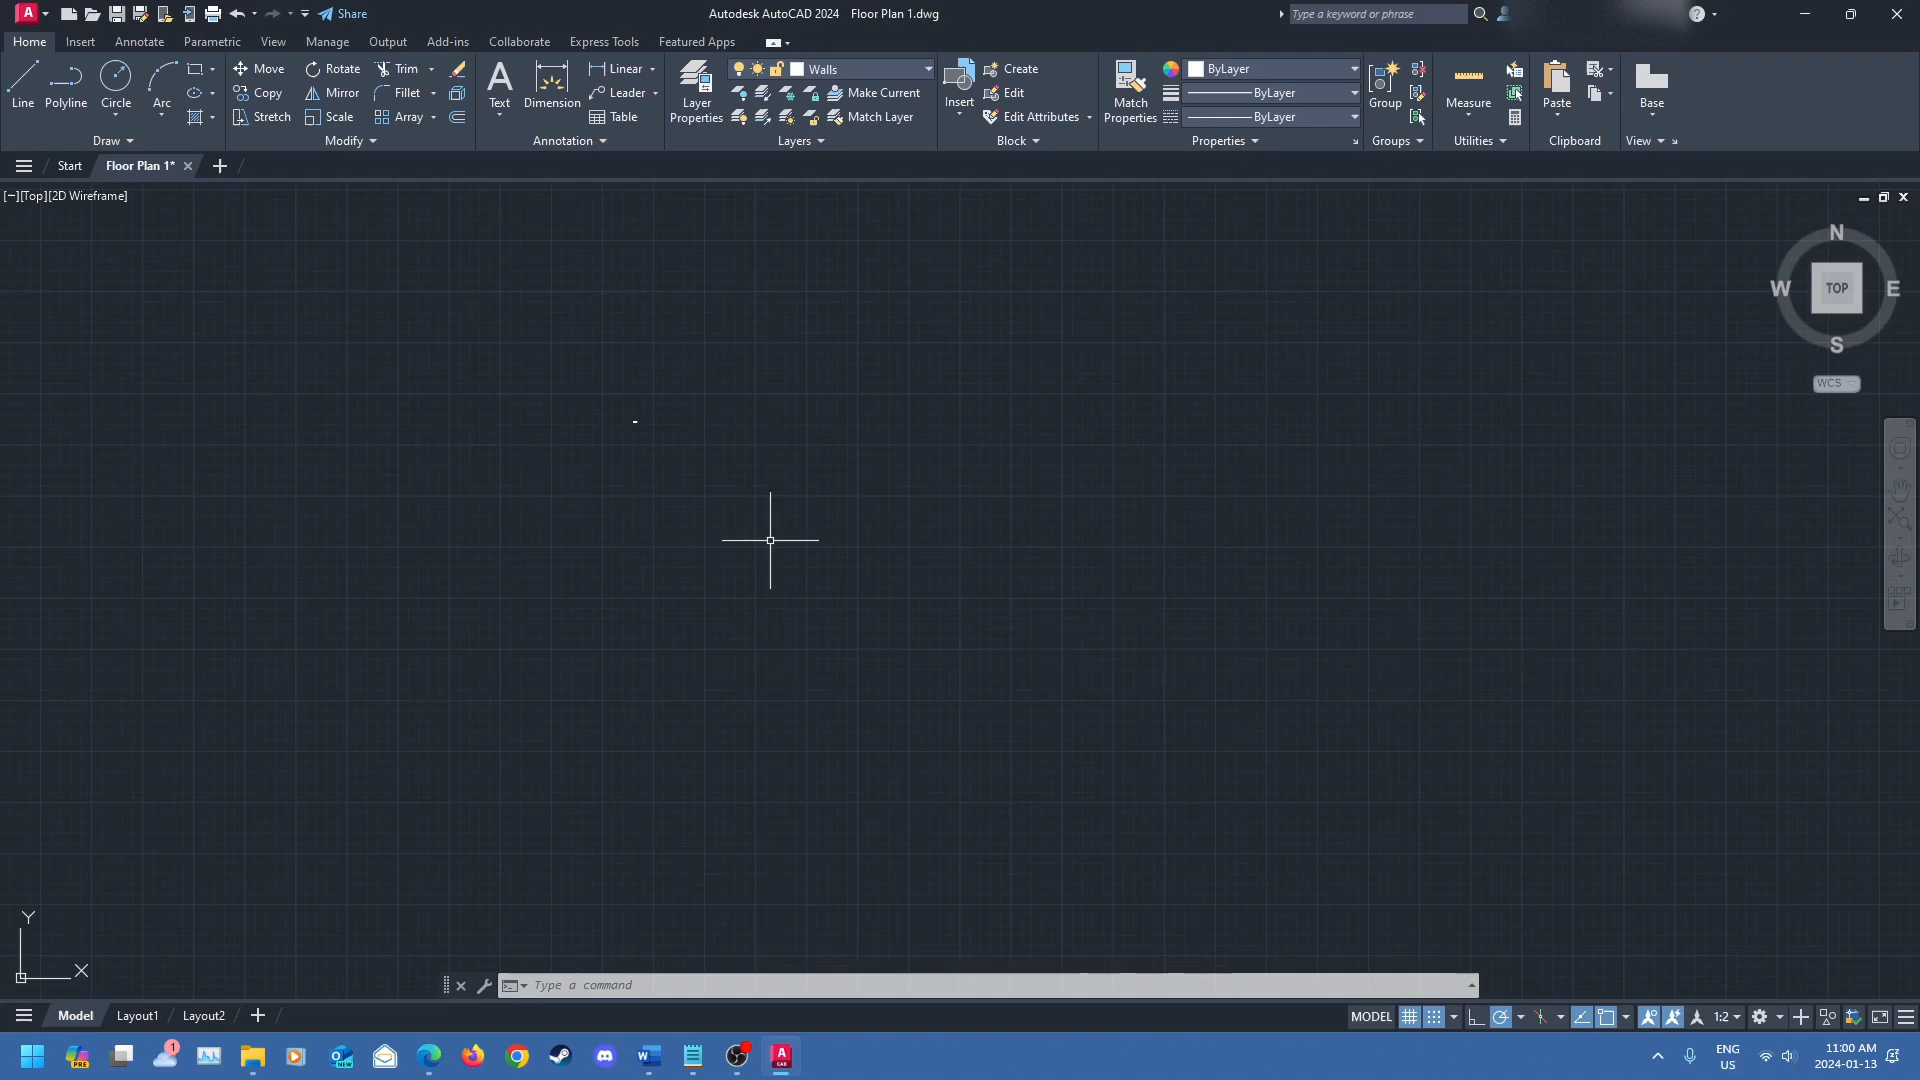 A Share Autodesk AutoCAD 2024 Floor Plan 1.dwg Type a keyword or phrase
Home Insert Annotate Parametric View Manage Output Add-ins Collaborate Express Tools Featured Apps
Line Polyline Circle Arc
Move Rotate Trim
Copy Mirror Fillet
Stretch Scale Array
Text Dimension
Linear
Leader
Table
Layer Properties
Walls
Make Current
Match Layer
Insert
Create
Edit
Edit Attributes
Match Properties
ByLayer
ByLayer
ByLayer
Group
Measure
Paste
Base
Draw Modify Annotation Layers Block Properties Groups Utilities Clipboard View
Start Floor Plan 1*
[−][Top][2D Wireframe]
N
W TOP E
S
WCS
Y
X
Type a command
Model Layout1 Layout2 MODEL 1:2
1 PRE NEW W A CAD
ENG
US
11:00 AM
2024-01-13